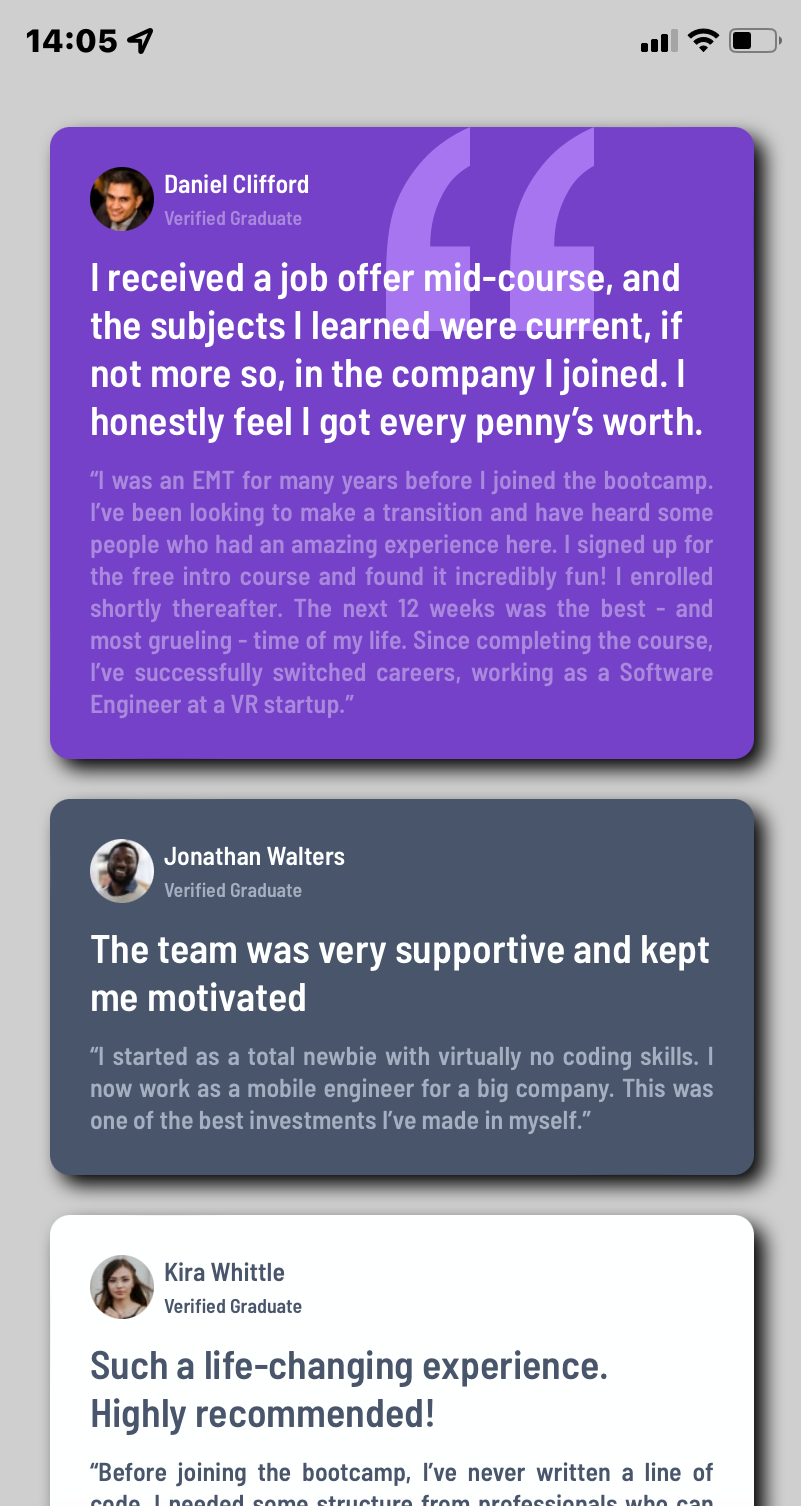 14:05
Daniel Clifford
Verified Graduate
I received a job offer mid-course, and
the subjects I learned were current, if
not more so, in the company I joined. I
honestly feel I got every penny’s worth.
“I was an EMT for many years before I joined the bootcamp.
I’ve been looking to make a transition and have heard some
people who had an amazing experience here. I signed up for
the free intro course and found it incredibly fun! I enrolled
shortly thereafter. The next 12 weeks was the best - and
most grueling - time of my life. Since completing the course,
I’ve successfully switched careers, working as a Software
Engineer at a VR startup.”
Jonathan Walters
Verified Graduate
The team was very supportive and kept
me motivated
“I started as a total newbie with virtually no coding skills. I
now work as a mobile engineer for a big company. This was
one of the best investments I’ve made in myself.”
Kira Whittle
Verified Graduate
Such a life-changing experience.
Highly recommended!
“Before joining the bootcamp, I’ve never written a line of
code. I needed some structure from professionals who can